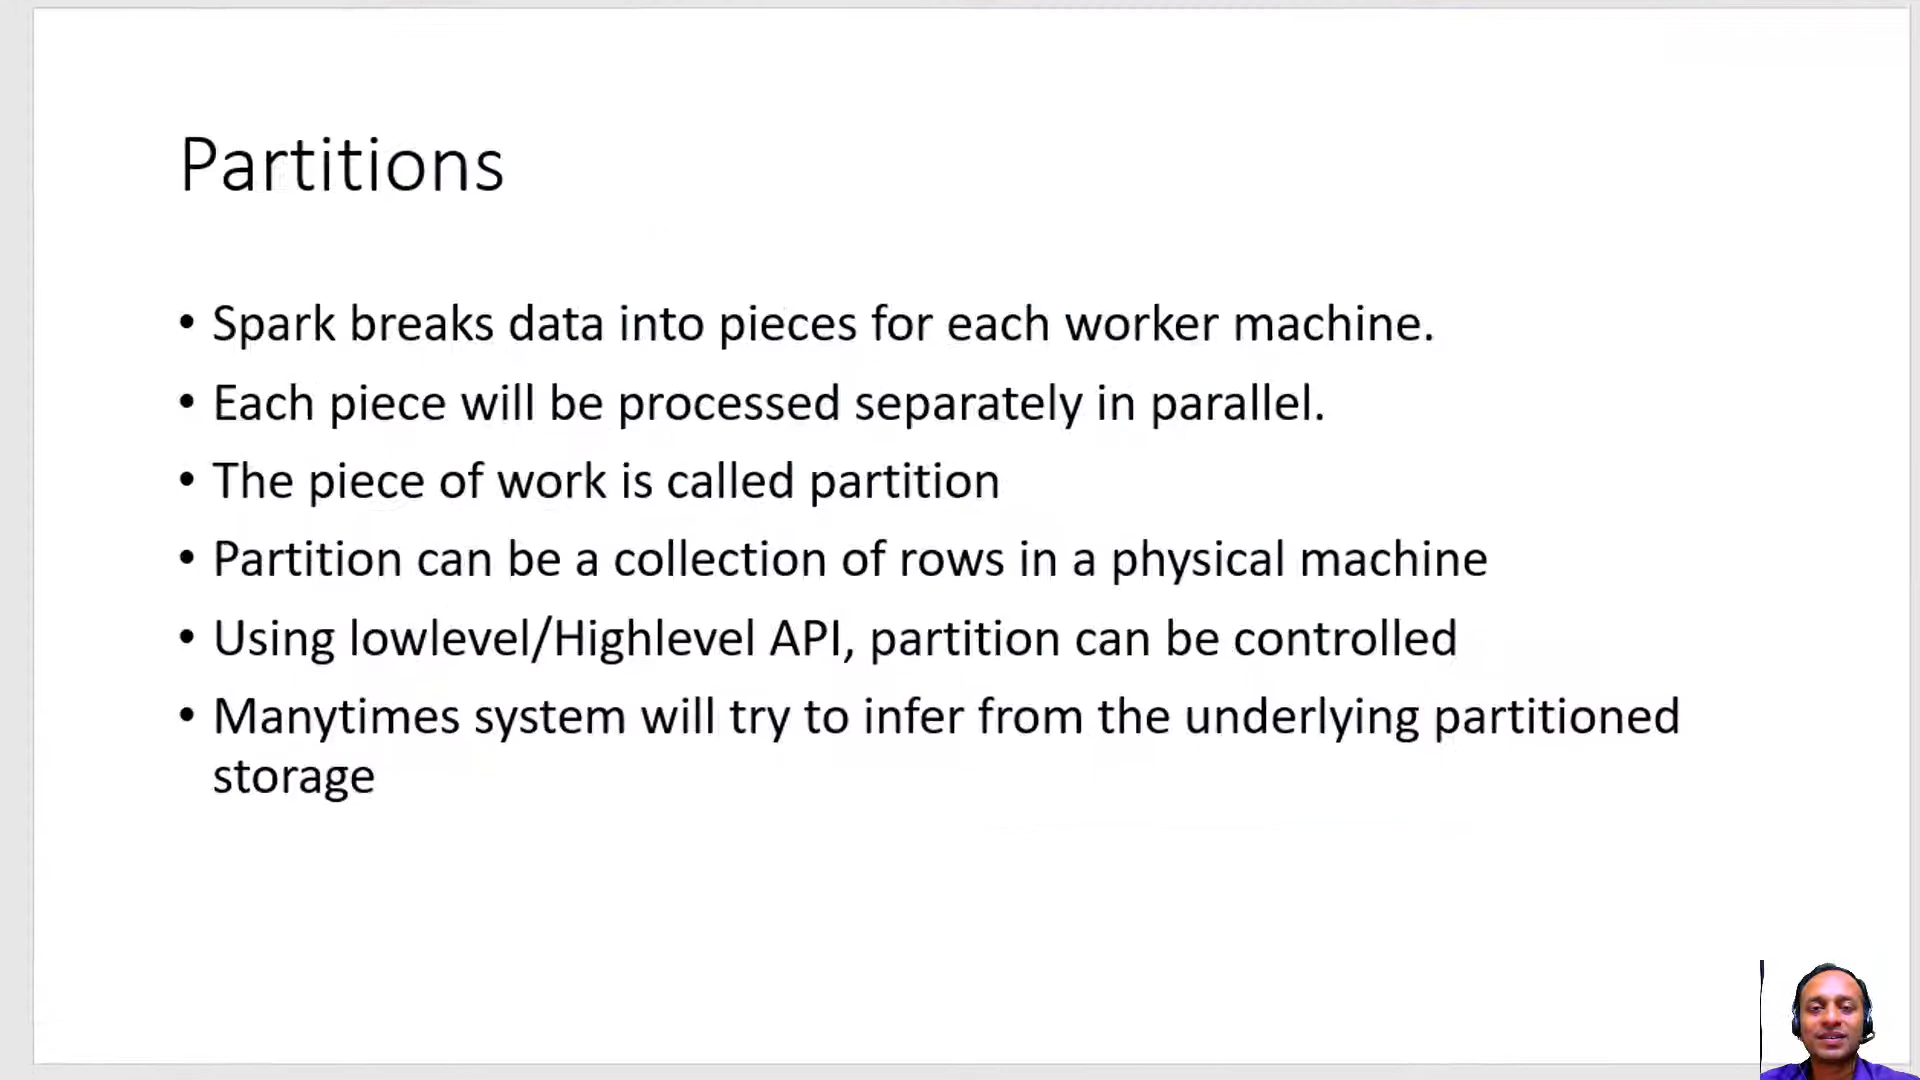 Partitions
• Spark breaks data into pieces for each worker machine.
• Each piece will be processed separately in parallel.
• The piece of work is called partition
• Partition can be a collection of rows in a physical machine
• Using lowlevel/Highlevel API, partition can be controlled
• Manytimes system will try to infer from the underlying partitioned
storage